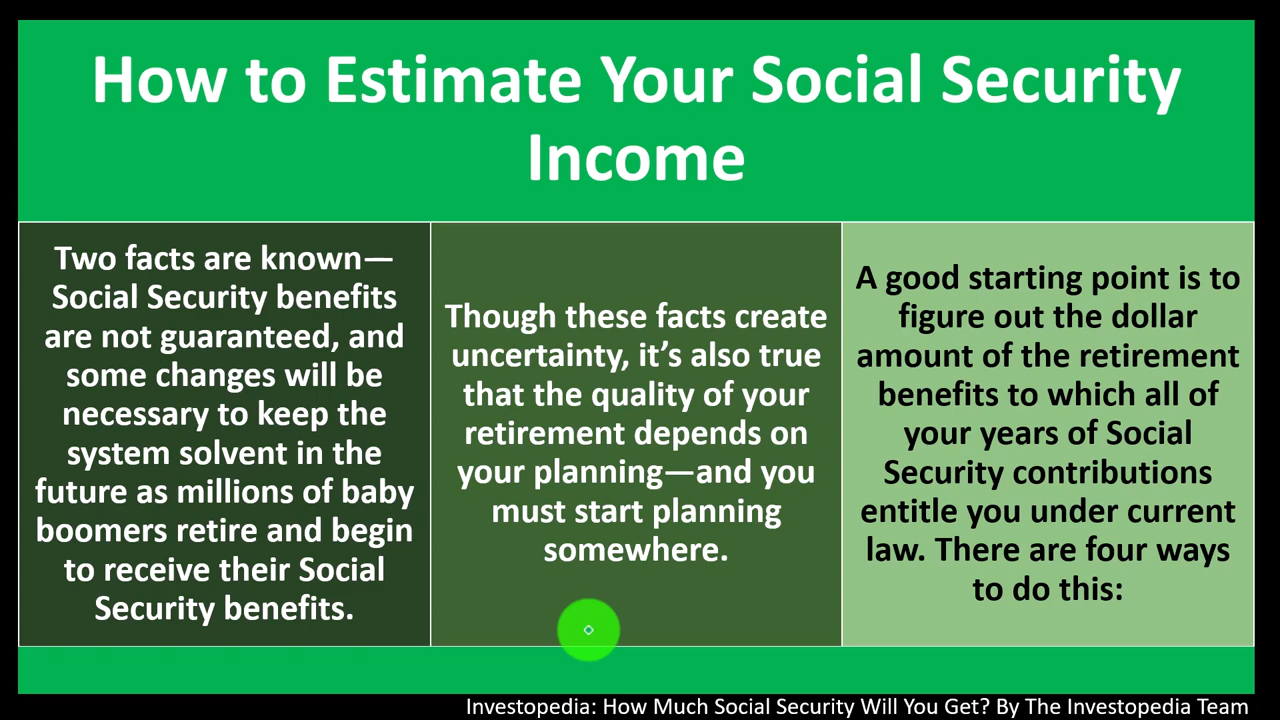 How to Estimate Your Social Security
Income
Two facts are known—
Social Security benefits
are not guaranteed, and
some changes will be
necessary to keep the
system solvent in the
future as millions of baby
boomers retire and begin
to receive their Social
Security benefits.
Though these facts create
uncertainty, it’s also true
that the quality of your
retirement depends on
your planning—and you
must start planning
somewhere.
A good starting point is to
figure out the dollar
amount of the retirement
benefits to which all of
your years of Social
Security contributions
entitle you under current
law. There are four ways
to do this:
Investopedia: How Much Social Security Will You Get? By The Investopedia Team